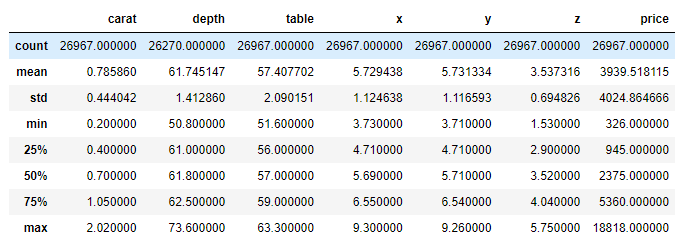 carat depth table x y z price
count 26967.000000 26270.000000 26967.000000 26967.000000 26967.000000 26967.000000 26967.000000
mean 0.785860 61.745147 57.407702 5.729438 5.731334 3.537316 3939.518115
std 0.444042 1.412860 2.090151 1.124638 1.116593 0.694826 4024.864666
min 0.200000 50.800000 51.600000 3.730000 3.710000 1.530000 326.000000
25% 0.400000 61.000000 56.000000 4.710000 4.710000 2.900000 945.000000
50% 0.700000 61.800000 57.000000 5.690000 5.710000 3.520000 2375.000000
75% 1.050000 62.500000 59.000000 6.550000 6.540000 4.040000 5360.000000
max 2.020000 73.600000 63.300000 9.300000 9.260000 5.750000 18818.000000